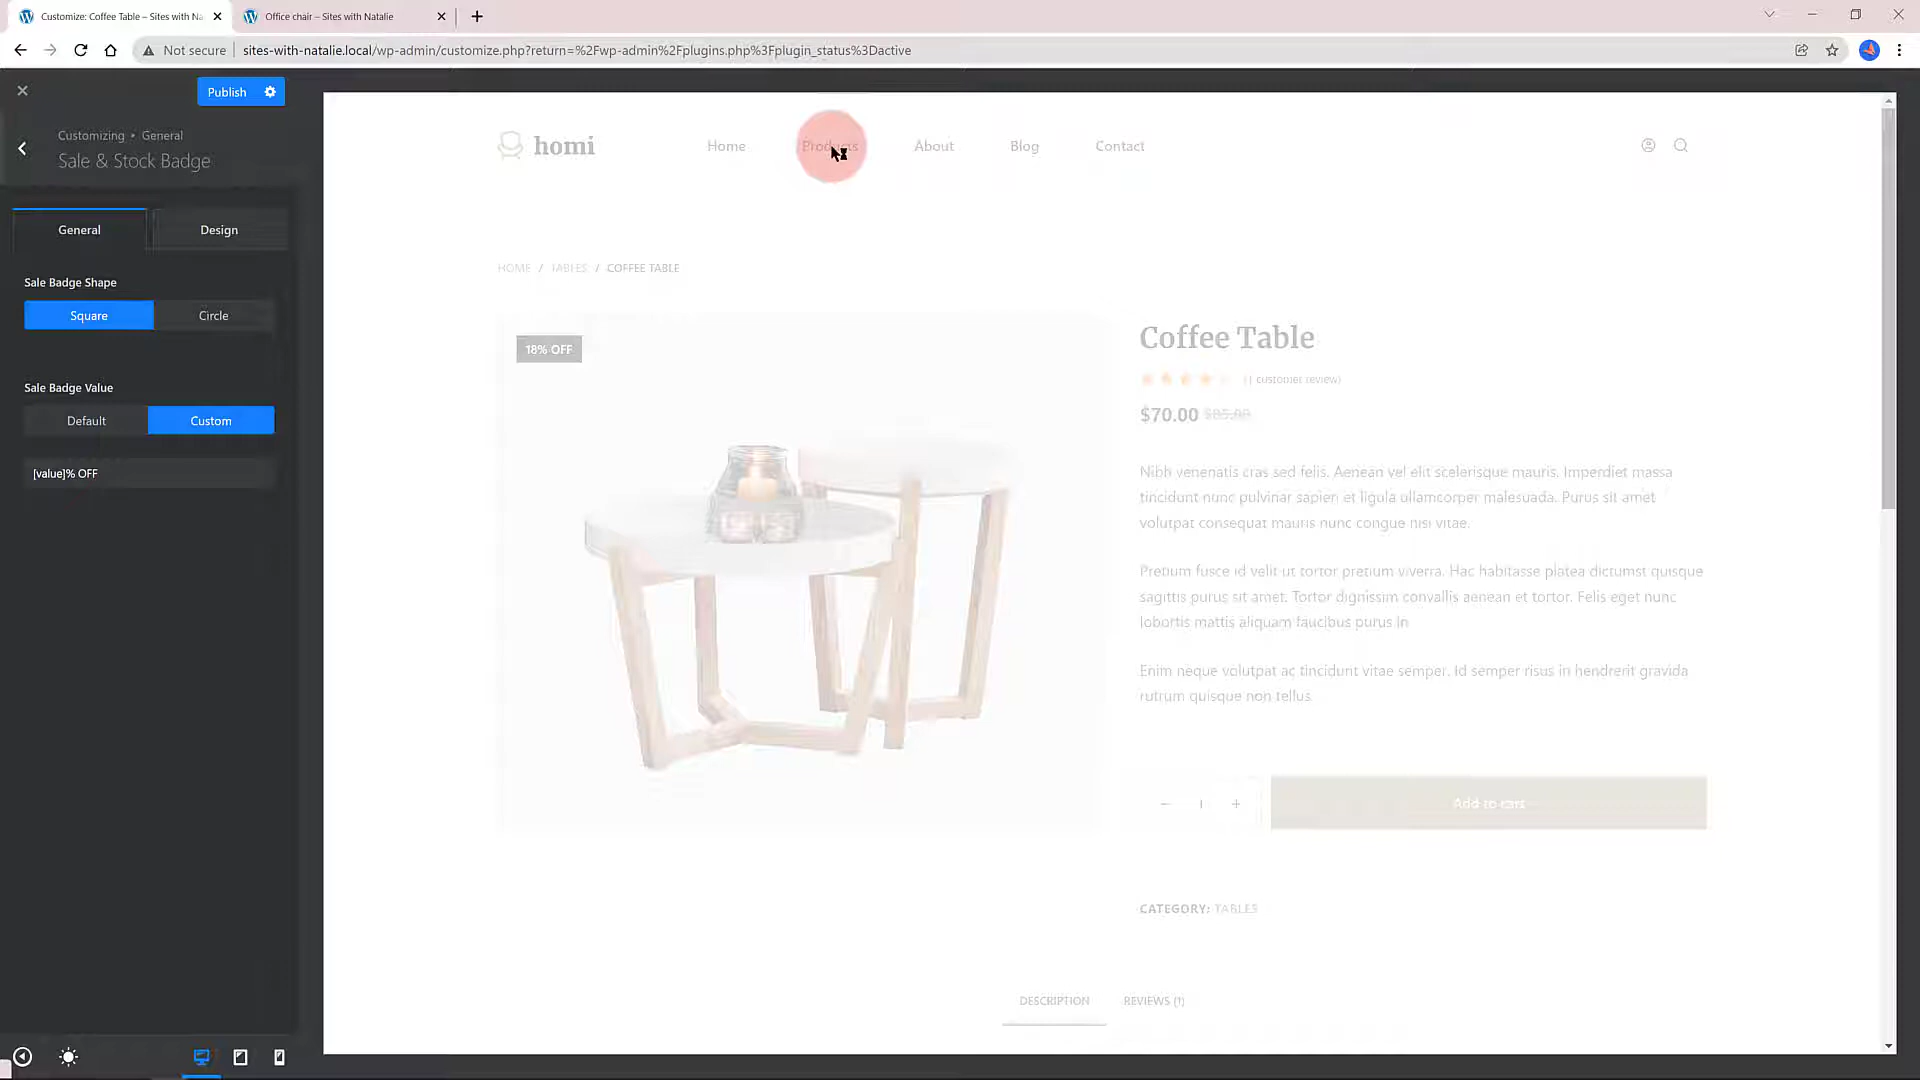 Customize: Coffee Table – Sites with Na
Office chair – Sites with Natalie
Not secure
sites-with-natalie.local/wp-admin/customize.php?return=%2Fwp-admin%2Fplugins.php%3Fplugin_status%3Dactive
Publish
Customizing • General
Sale & Stock Badge
General
Design
Sale Badge Shape
Square
Circle
Sale Badge Value
Default
Custom
[value]% OFF
homi
Home
Products
About
Blog
Contact
HOME / TABLES / COFFEE TABLE
18% OFF
Coffee Table
(1 customer review)
$70.00 $85.00
Nibh venenatis cras sed felis. Aenean vel elit scelerisque mauris. Imperdiet massa
tincidunt nunc pulvinar sapien et ligula ullamcorper malesuada. Purus sit amet
volutpat consequat mauris nunc congue nisi vitae.
Pretium fusce id velit ut tortor pretium viverra. Hac habitasse platea dictumst quisque
sagittis purus sit amet. Tortor dignissim convallis aenean et tortor. Felis eget nunc
lobortis mattis aliquam faucibus purus in
Enim neque volutpat ac tincidunt vitae semper. Id semper risus in hendrerit gravida
rutrum quisque non tellus.
− 1 +
Add to cart
CATEGORY: TABLES
DESCRIPTION
REVIEWS (1)